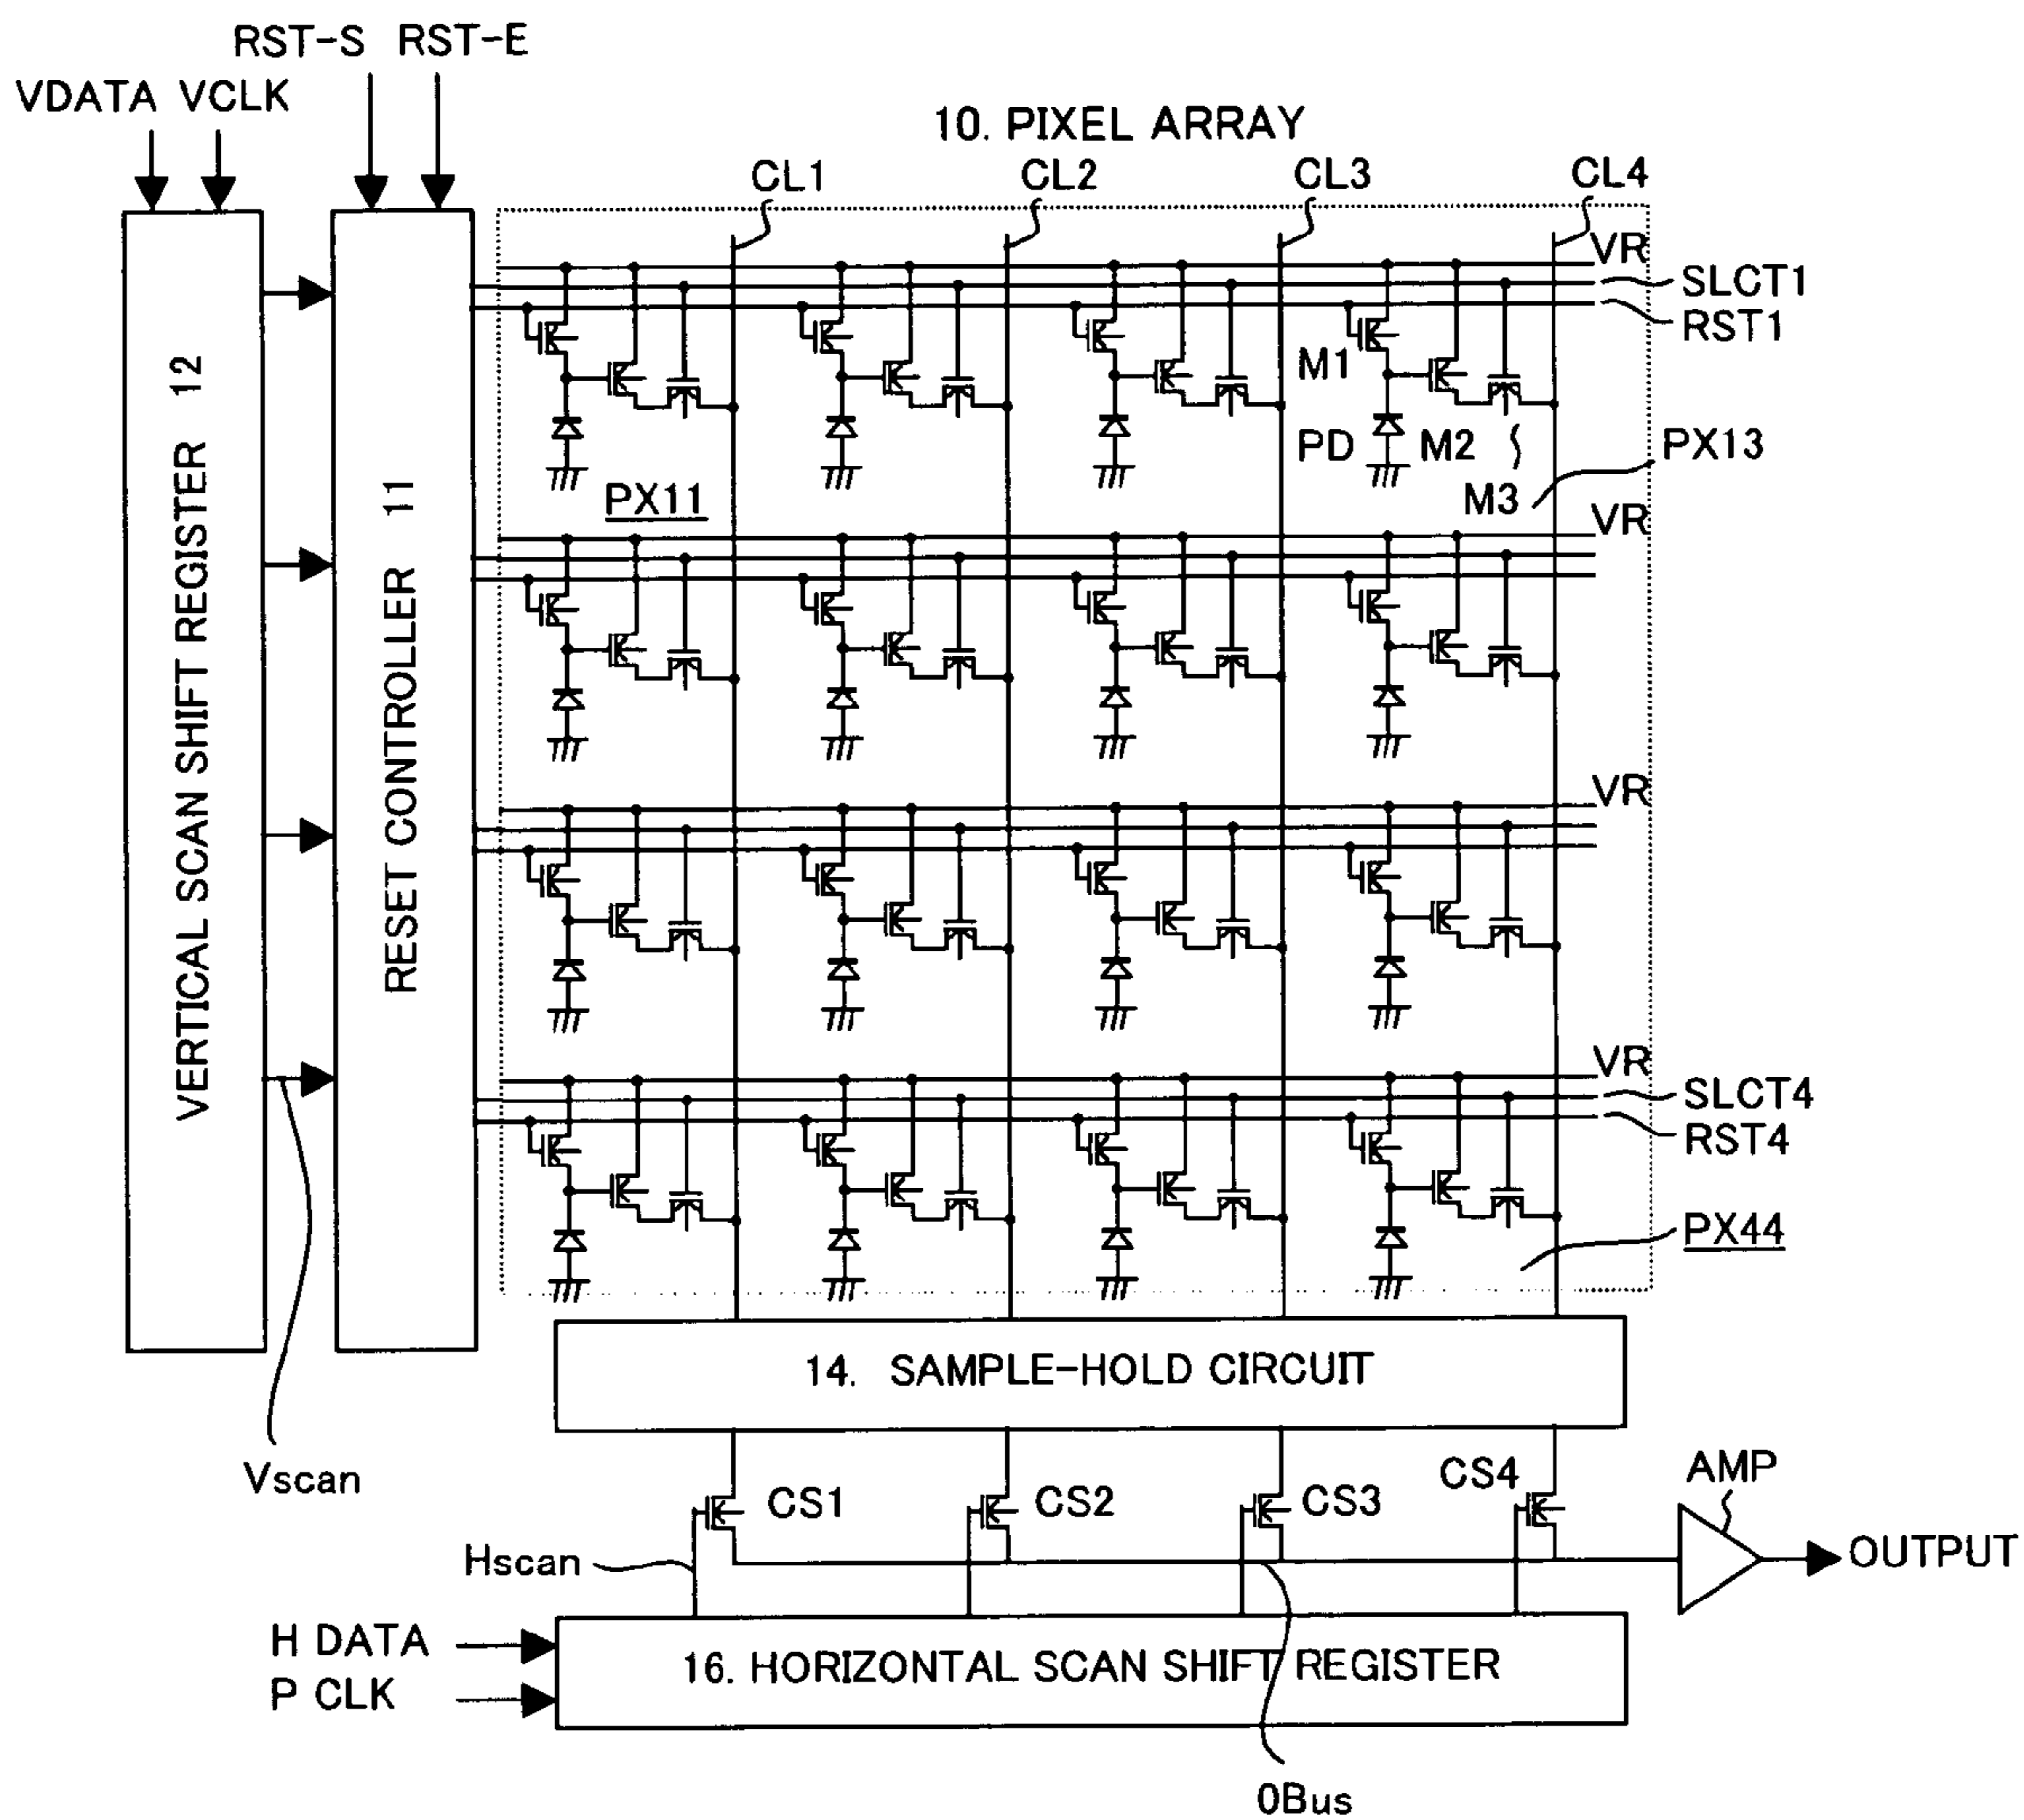 RST-S RST-E
VDATA VCLK
10. PIXEL ARRAY
CL1
CL2
CL3
CL4
VR
SLCT1
RST1
M1
PD
M2
M3
PX13
PX11
VR
VERTICAL SCAN SHIFT REGISTER 12
RESET CONTROLLER 11
VR
VR
SLCT4
RST4
PX44
14. SAMPLE-HOLD CIRCUIT
Vscan
CS1
CS2
CS3
CS4
AMP
Hscan
OUTPUT
H DATA
P CLK
16. HORIZONTAL SCAN SHIFT REGISTER
OBus